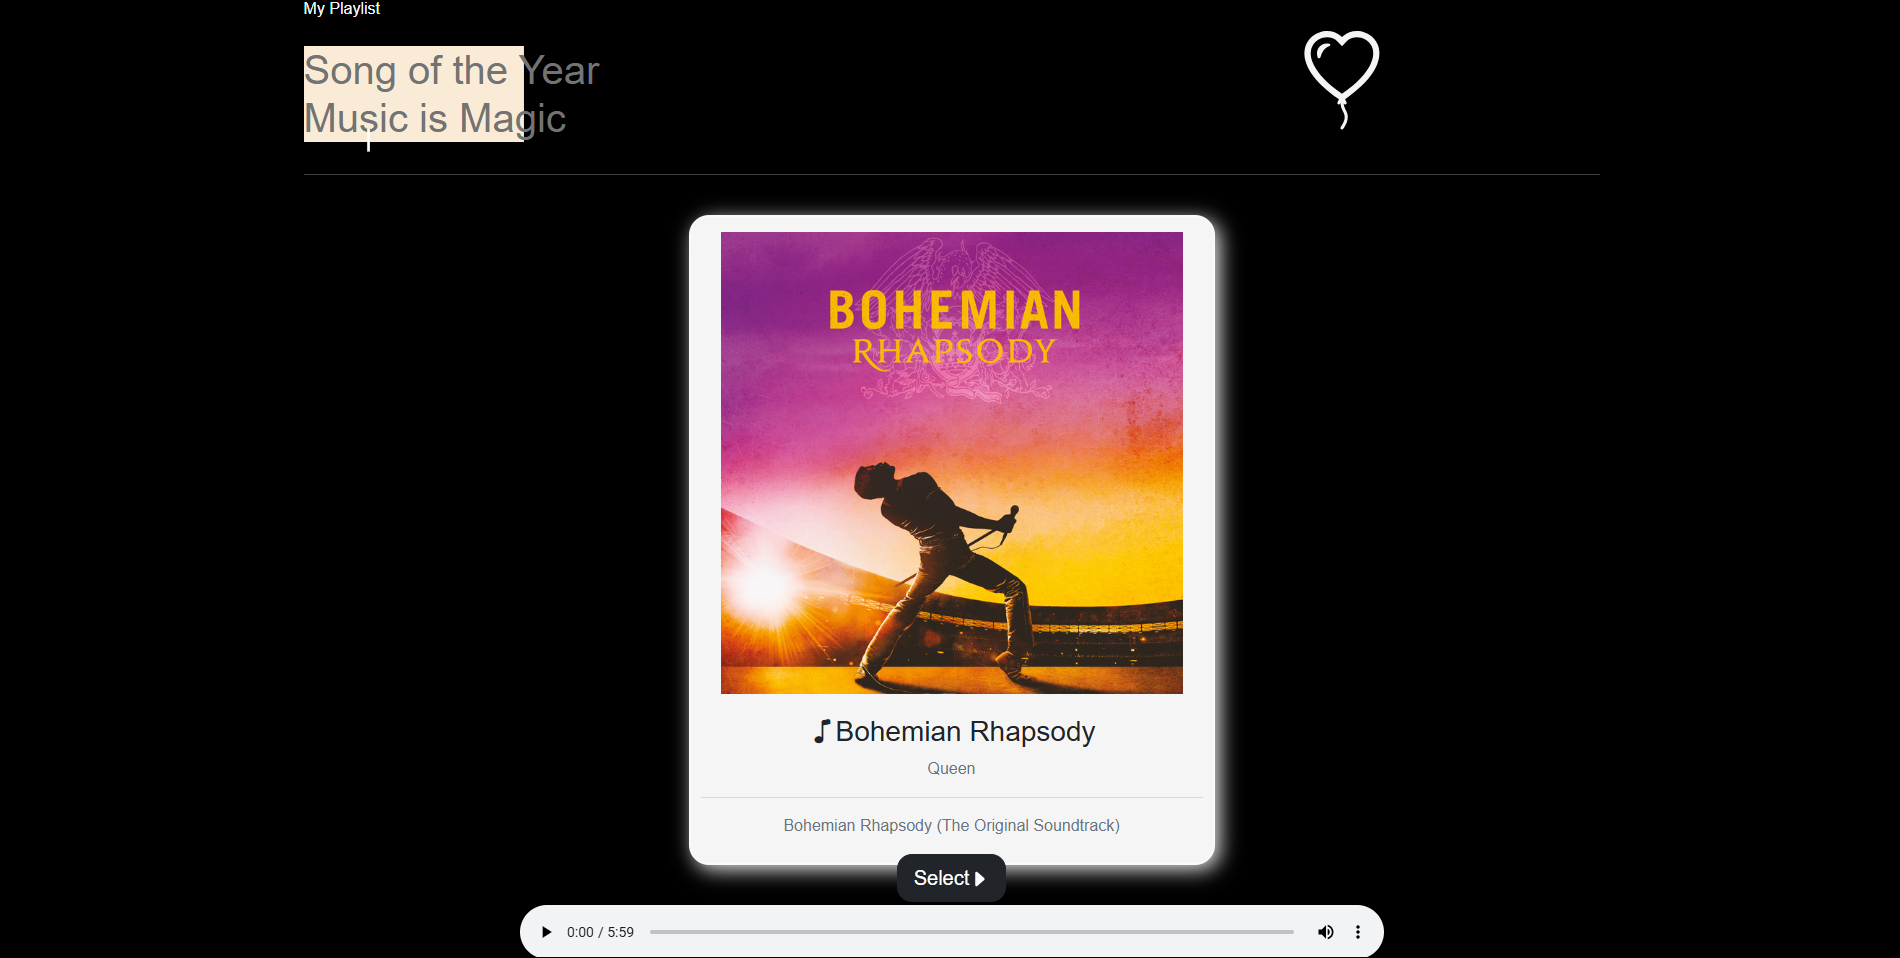 My Playlist
Song of the Year
Music is Magic
BOHEMIAN
RHAPSODY
Bohemian Rhapsody
Queen
Bohemian Rhapsody (The Original Soundtrack)
Select
0:00 / 5:59